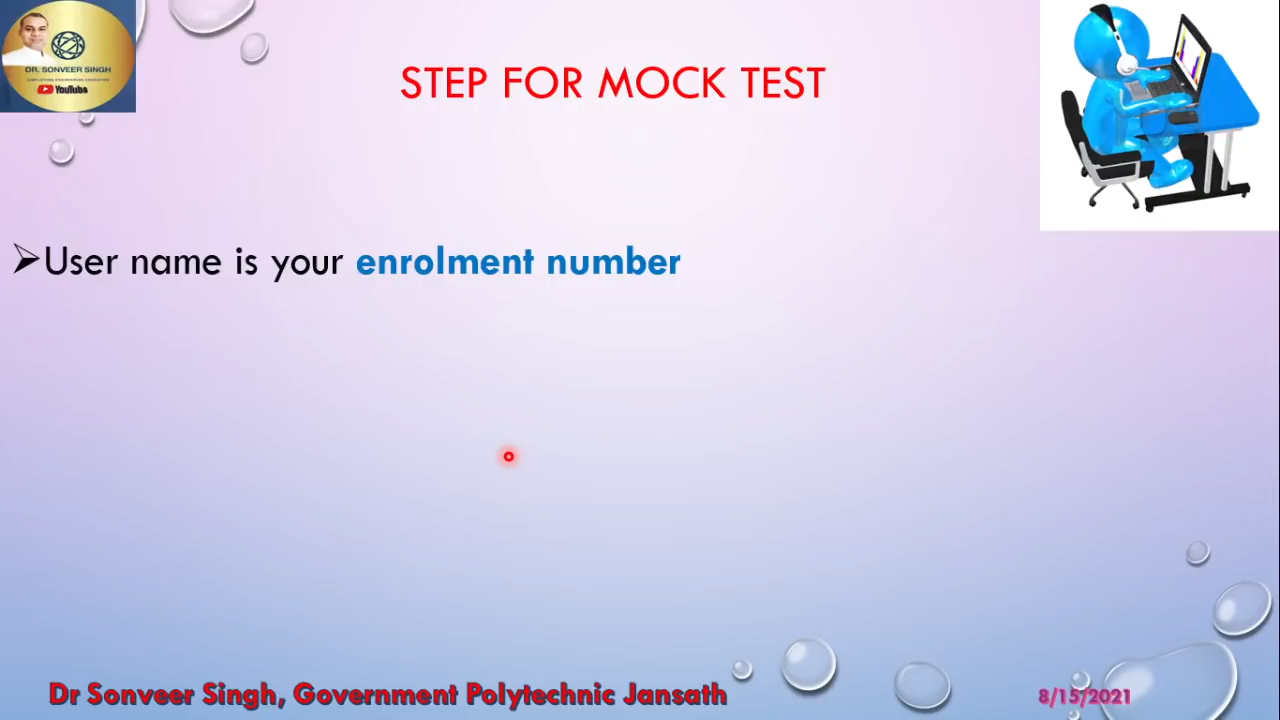 DR. SONVEER SINGH
YouTube
STEP FOR MOCK TEST
User name is your enrolment number
Dr Sonveer Singh, Government Polytechnic Jansath
8/15/2021